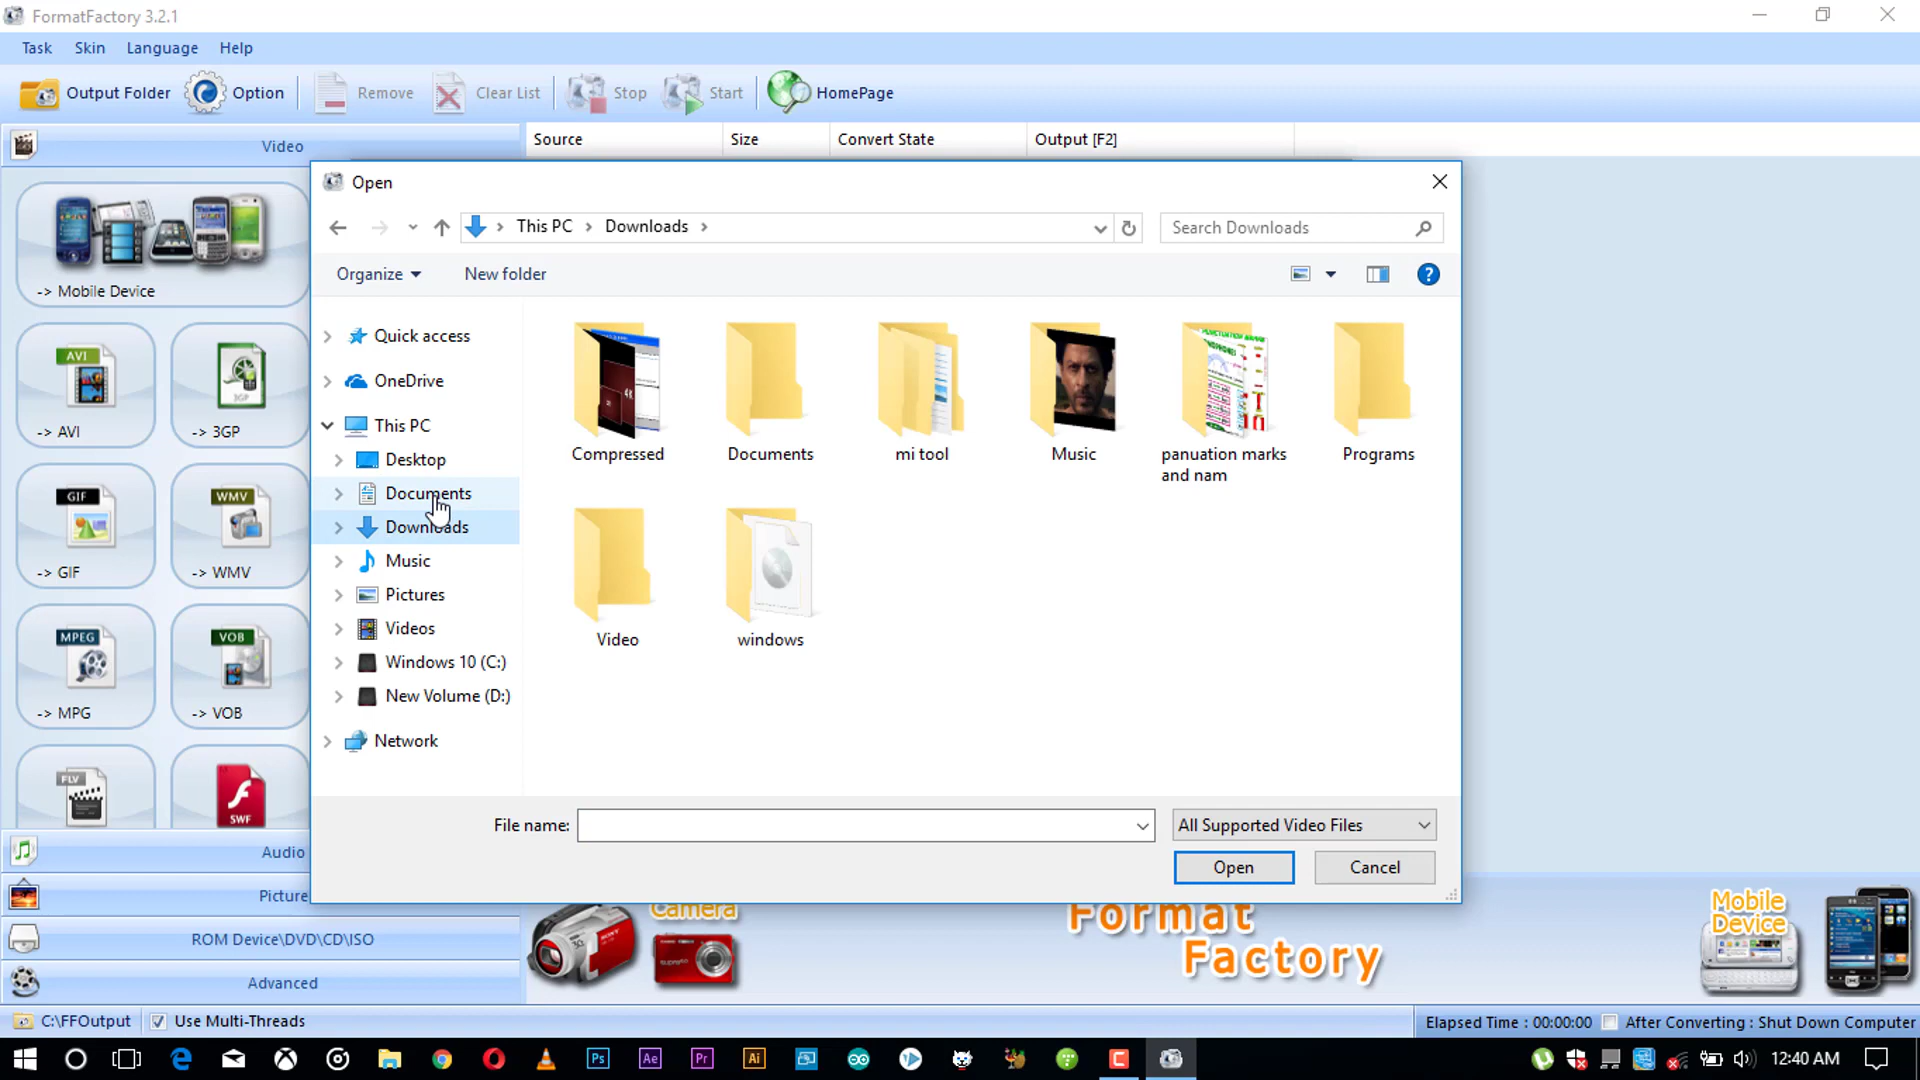 FormatFactory 3.2.1
Task Skin Language Help
Output Folder Option Remove Clear List Stop Start HomePage
Video
Source Size Convert State Output [F2]
-> Mobile Device
AVI
-> AVI
3GP
-> 3GP
GIF
-> GIF
WMV
-> WMV
MPEG
-> MPG
VOB
-> VOB
FLV
SWF
Audio
Picture
ROM Device\DVD\CD\ISO
Advanced
Open
This PC Downloads
Search Downloads
Organize New folder
Quick access
OneDrive
This PC
Desktop
Documents
Downloads
Music
Pictures
Videos
Windows 10 (C:)
New Volume (D:)
Network
Compressed
Documents
mi tool
Music
panuation marks
and nam
Programs
Video
windows
File name:
All Supported Video Files
Open Cancel
Camera
Format
Factory
Mobile
Device
C:\FFOutput Use Multi-Threads
Elapsed Time : 00:00:00 After Converting : Shut Down Computer
Ps Ae Pr Ai
12:40 AM